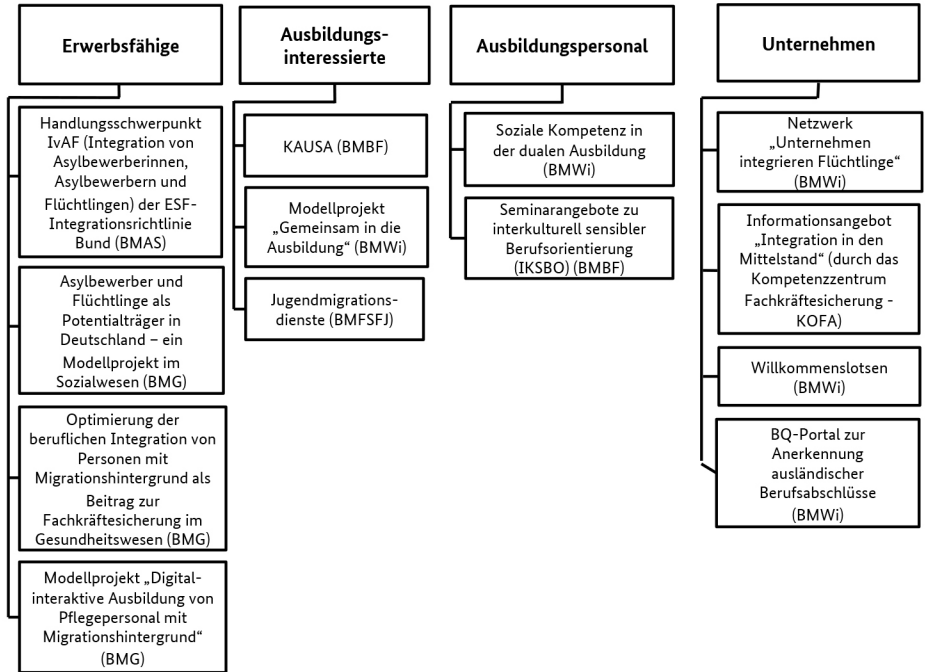 Erwerbsfähige
Handlungsschwerpunkt
IvAF (Integration von
Asylbewerberinnen,
Asylbewerbern und
Flüchtlingen) der ESF-
Integrationsrichtlinie
Bund (BMAS)
Asylbewerber und
Flüchtlinge als
Potentialträger in
Deutschland – ein
Modellprojekt im
Sozialwesen (BMG)
Optimierung der
beruflichen Integration von
Personen mit
Migrationshintergrund als
Beitrag zur
Fachkräftesicherung im
Gesundheitswesen (BMG)
Modellprojekt „Digital-
interaktive Ausbildung von
Pflegepersonal mit
Migrationshintergrund“
(BMG)
Ausbildungs-
interessierte
KAUSA (BMBF)
Modellprojekt
„Gemeinsam in die
Ausbildung“ (BMWi)
Jugendmigrations-
dienste (BMFSFJ)
Ausbildungspersonal
Soziale Kompetenz in
der dualen Ausbildung
(BMWi)
Seminarangebote zu
interkulturell sensibler
Berufsorientierung
(IKSBO) (BMBF)
Unternehmen
Netzwerk
„Unternehmen
integrieren Flüchtlinge“
(BMWi)
Informationsangebot
„Integration in den
Mittelstand“ (durch das
Kompetenzzentrum
Fachkräftesicherung -
KOFA)
Willkommenslotsen
(BMWi)
BQ-Portal zur
Anerkennung
ausländischer
Berufsabschlüsse
(BMWi)